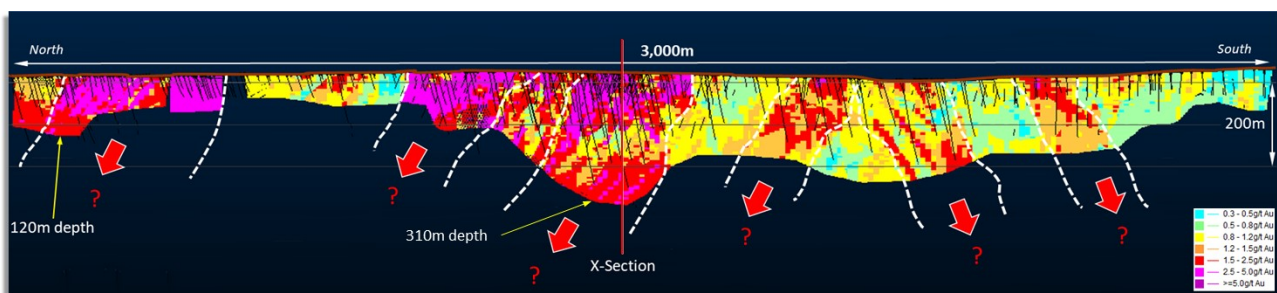 North
3,000m
South
200m
?
?
?
?
?
?
120m depth
310m depth
X-Section
0.3 - 0.5g/t Au
0.5 - 0.8g/t Au
0.8 - 1.2g/t Au
1.2 - 1.5g/t Au
1.5 - 2.5g/t Au
2.5 - 5.0g/t Au
>=5.0g/t Au